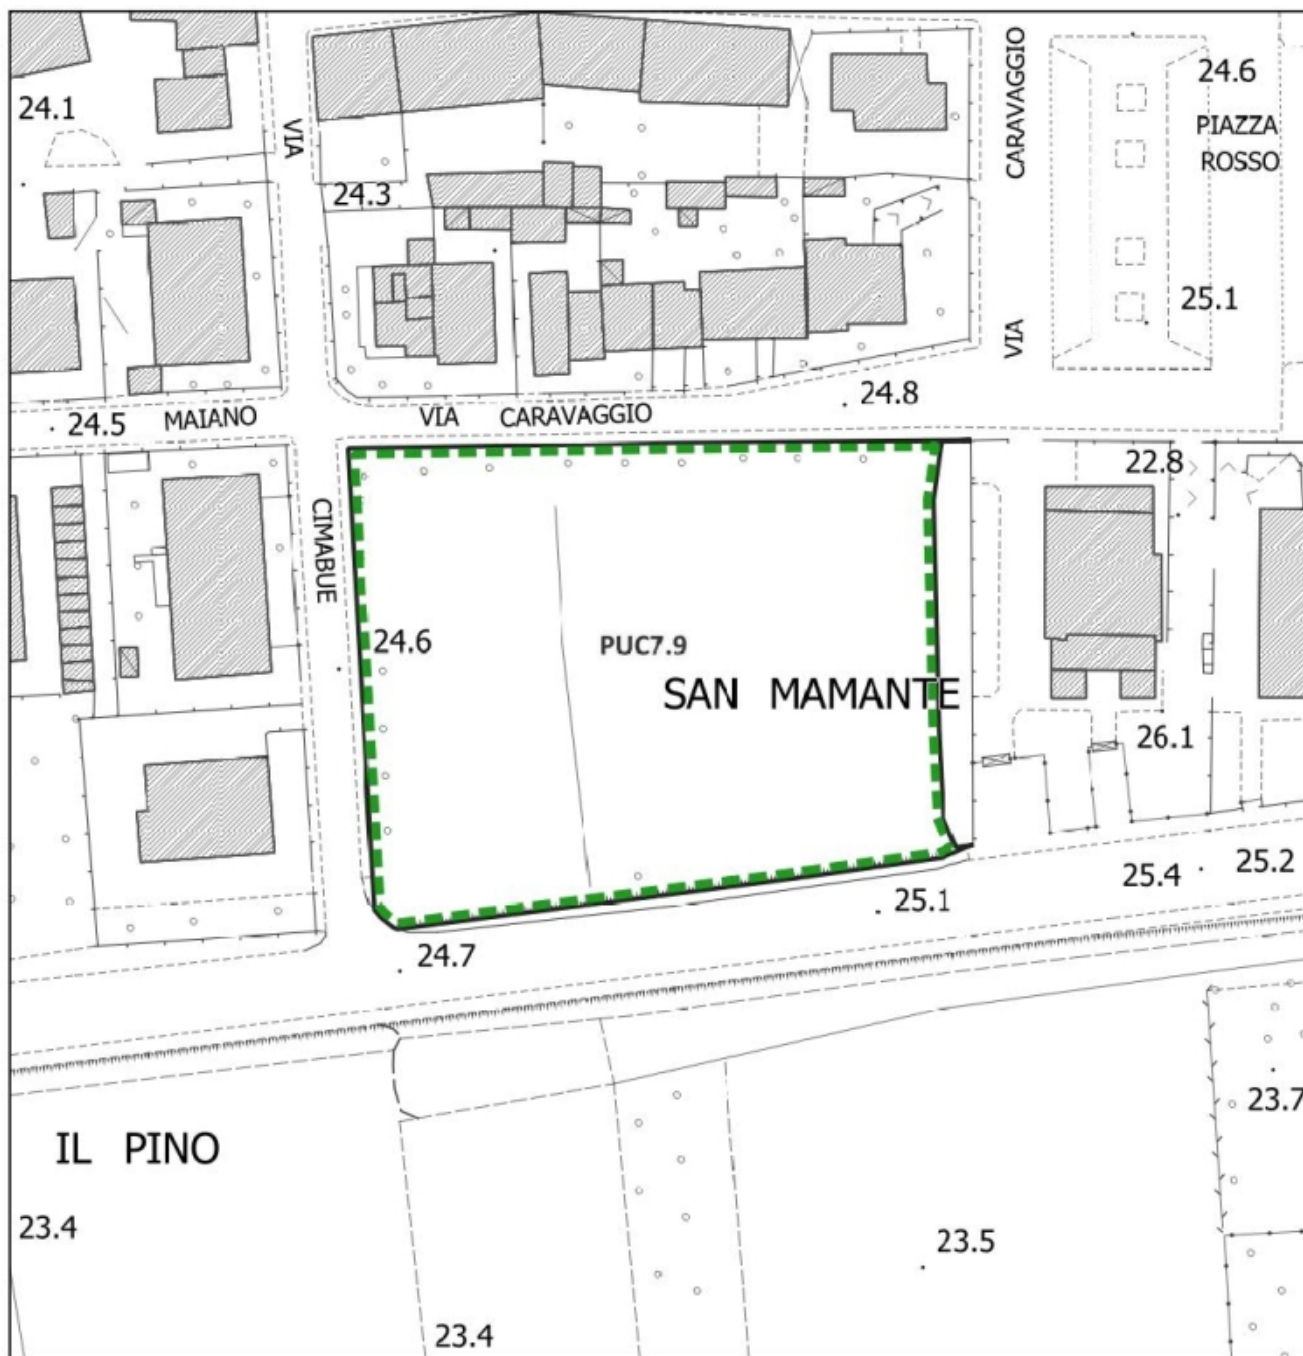 24.1
VIA
CARAVAGGIO
24.6
PIAZZA
ROSSO
24.3
25.1
VIA
24.8
24.5
MAIANO
VIA CARAVAGGIO
22.8
CIMABUE
24.6
PUC7.9
SAN MAMANTE
26.1
25.4
25.2
25.1
24.7
23.7
IL PINO
23.4
23.5
23.4